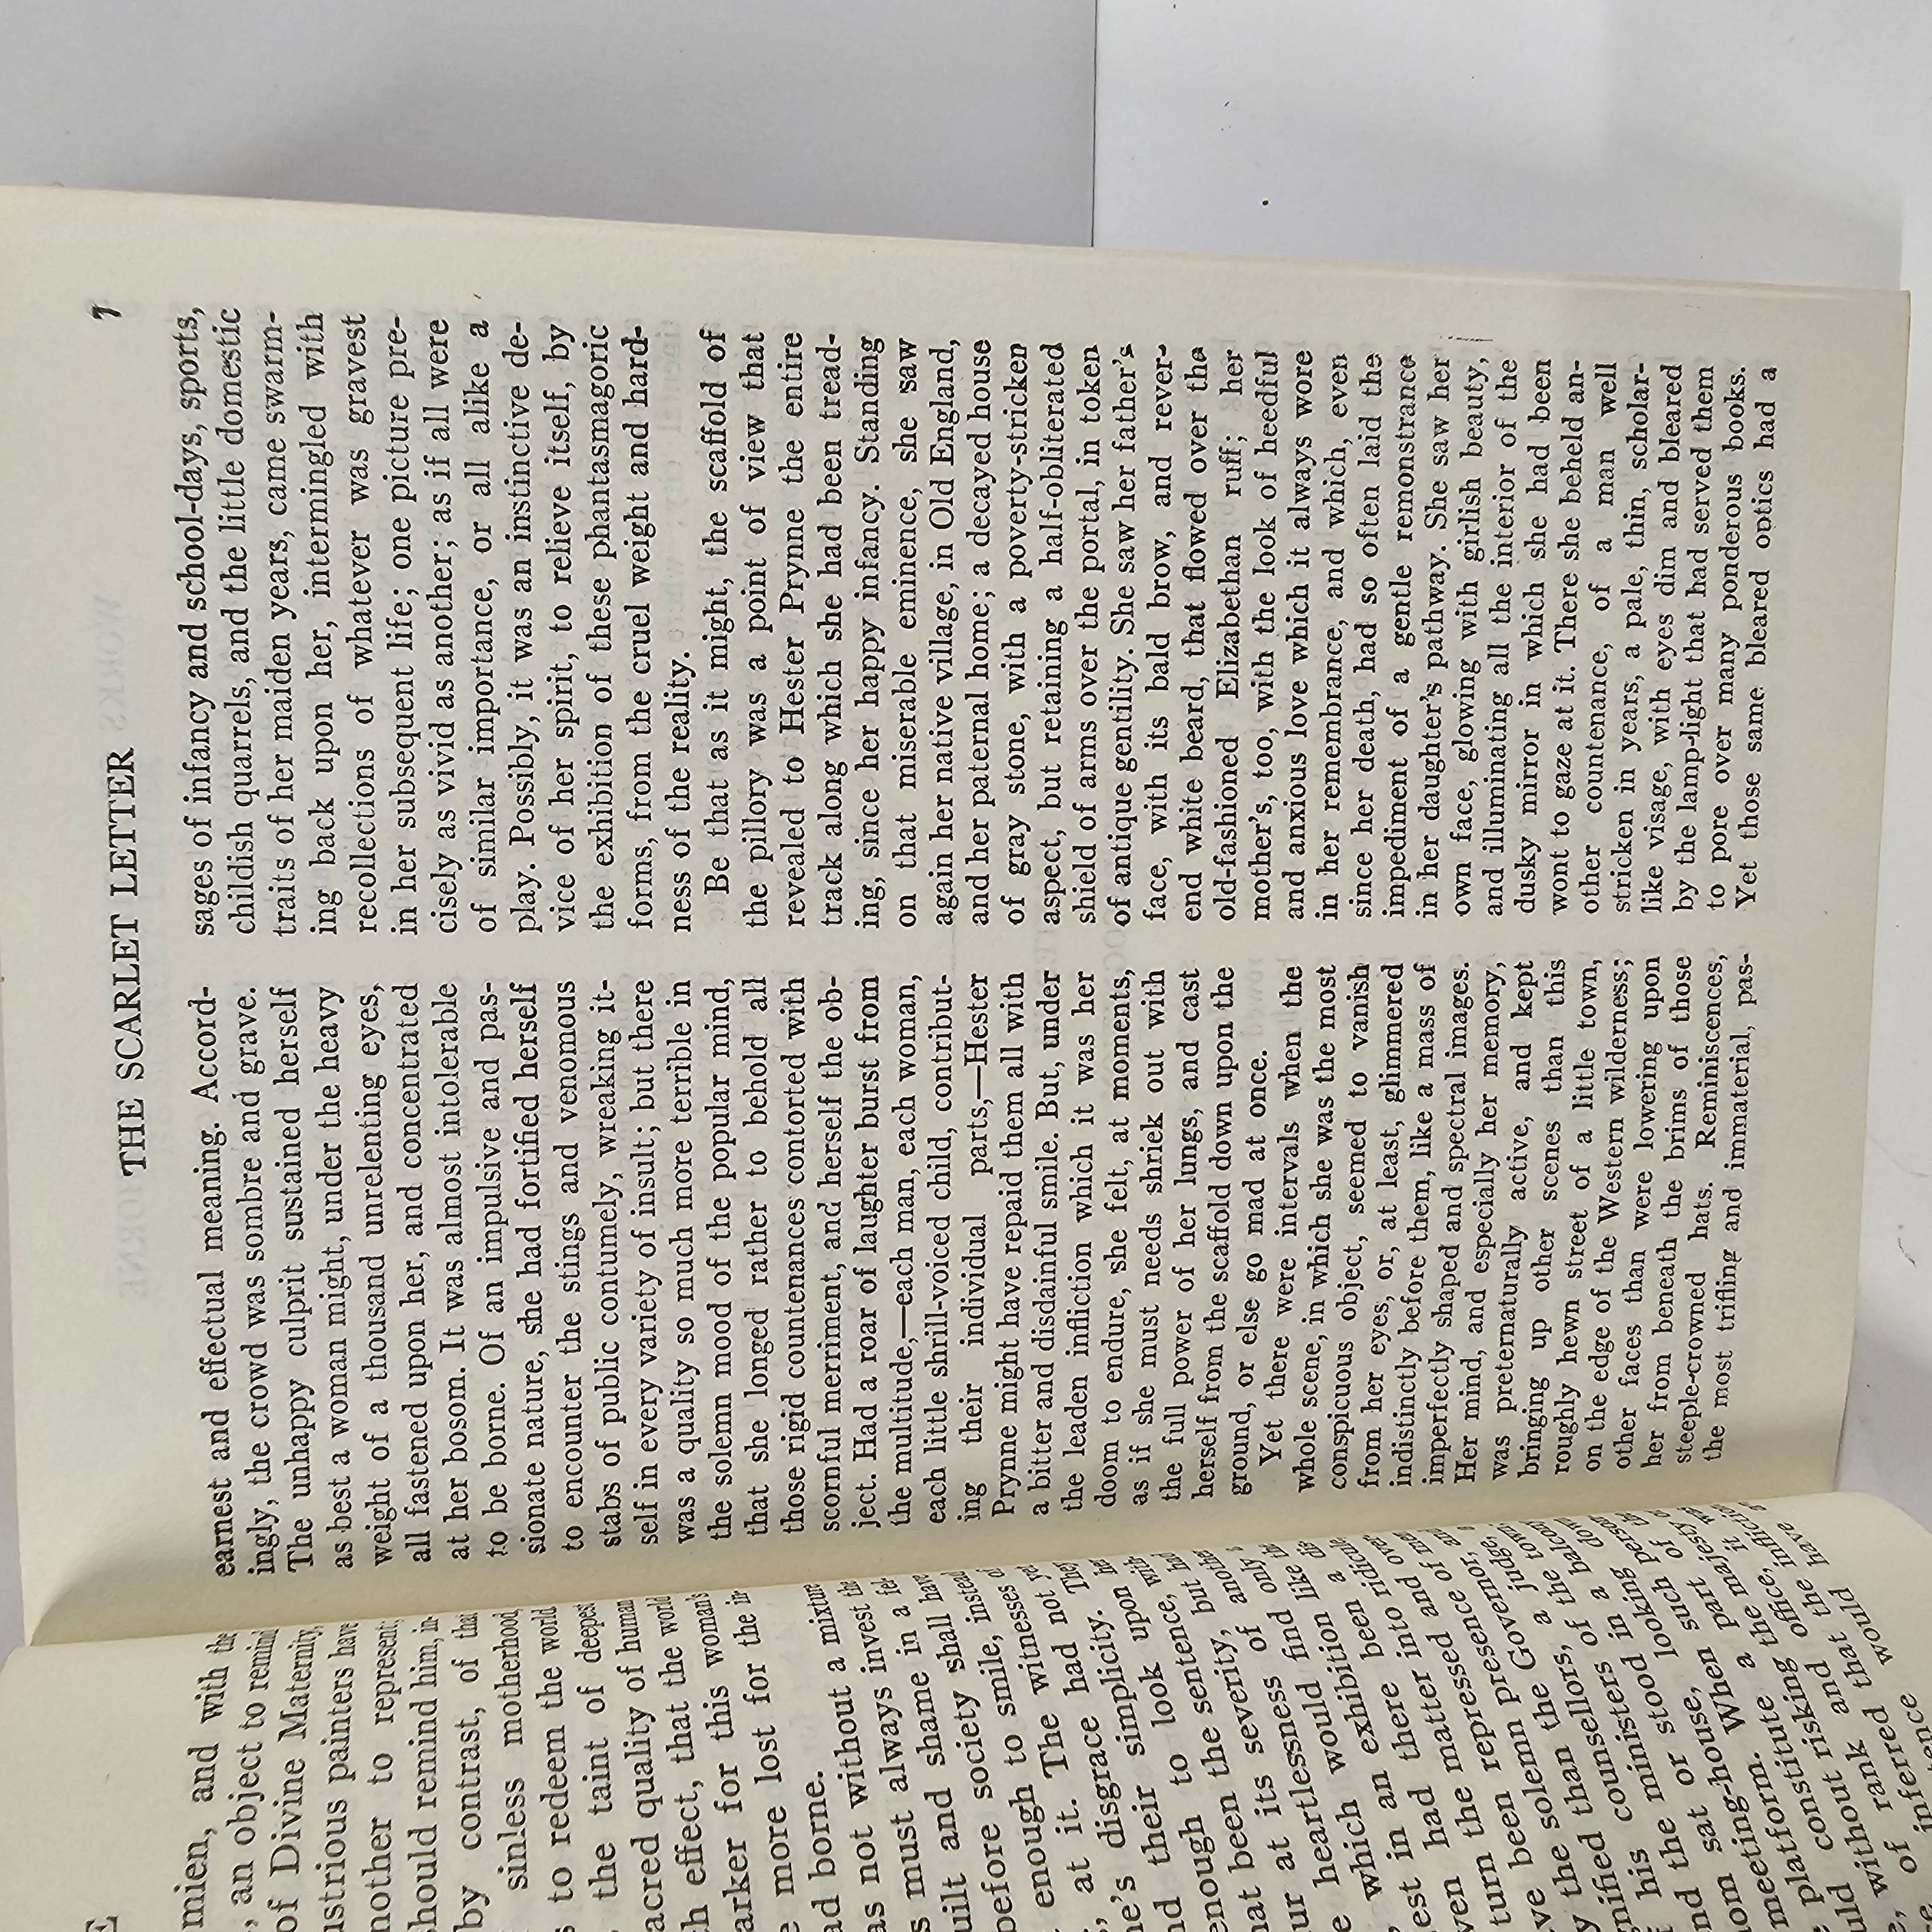 E
mien, and with the
, an object to remind
of Divine Maternity,
ustrious painters have
nother to represent;
should remind him, in-
by contrast, of that
sinless motherhood,
s to redeem the world
the taint of deepest
acred quality of human
h effect, that the world
arker for this woman's
e more lost for the in-
ad borne.
as not without a mixture
s must always invest the
uilt and shame in a fel-
before society shall have
enough to smile, instead
, at it. The witnesses of
ne's disgrace had not yet
nd their simplicity. They
enough to look upon her
hat been the sentence, with-
ur at its severity, but had
e heartlessness of another
, which would find only a
est in an exhibition like the
ven had there been a dis-
turn the matter into ridicule,
ve been repressed and over-
y the solemn presence of men
gnified than the Governor, and
f his counsellors, a judge, a
nd the ministers of the town;
om sat or stood in a balcony
meeting-house, looking down
e platform. When such person
uld constitute a part of the
, without risking the majesty or
e of rank and office, it was
inferred that the infliction
tence would have an
THE SCARLET LETTER
7
earnest and effectual meaning. Accord-
ingly, the crowd was sombre and grave.
The unhappy culprit sustained herself
as best a woman might, under the heavy
weight of a thousand unrelenting eyes,
all fastened upon her, and concentrated
at her bosom. It was almost intolerable
to be borne. Of an impulsive and pas-
sionate nature, she had fortified herself
to encounter the stings and venomous
stabs of public contumely, wreaking it-
self in every variety of insult; but there
was a quality so much more terrible in
the solemn mood of the popular mind,
that she longed rather to behold all
those rigid countenances contorted with
scornful merriment, and herself the ob-
ject. Had a roar of laughter burst from
the multitude,—each man, each woman,
each little shrill-voiced child, contribut-
ing their individual parts,—Hester
Prynne might have repaid them all with
a bitter and disdainful smile. But, under
the leaden infliction which it was her
doom to endure, she felt, at moments,
as if she must needs shriek out with
the full power of her lungs, and cast
herself from the scaffold down upon the
ground, or else go mad at once.
Yet there were intervals when the
whole scene, in which she was the most
conspicuous object, seemed to vanish
from her eyes, or, at least, glimmered
indistinctly before them, like a mass of
imperfectly shaped and spectral images.
Her mind, and especially her memory,
was preternaturally active, and kept
bringing up other scenes than this
roughly hewn street of a little town,
on the edge of the Western wilderness;
other faces than were lowering upon
her from beneath the brims of those
steeple-crowned hats. Reminiscences,
the most trifling and immaterial, pas-
sages of infancy and school-days, sports,
childish quarrels, and the little domestic
traits of her maiden years, came swarm-
ing back upon her, intermingled with
recollections of whatever was gravest
in her subsequent life; one picture pre-
cisely as vivid as another; as if all were
of similar importance, or all alike a
play. Possibly, it was an instinctive de-
vice of her spirit, to relieve itself, by
the exhibition of these phantasmagoric
forms, from the cruel weight and hard-
ness of the reality.
Be that as it might, the scaffold of
the pillory was a point of view that
revealed to Hester Prynne the entire
track along which she had been tread-
ing, since her happy infancy. Standing
on that miserable eminence, she saw
again her native village, in Old England,
and her paternal home; a decayed house
of gray stone, with a poverty-stricken
aspect, but retaining a half-obliterated
shield of arms over the portal, in token
of antique gentility. She saw her father's
face, with its bald brow, and rever-
end white beard, that flowed over the
old-fashioned Elizabethan ruff; her
mother's, too, with the look of heedful
and anxious love which it always wore
in her remembrance, and which, even
since her death, had so often laid the
impediment of a gentle remonstrance
in her daughter's pathway. She saw her
own face, glowing with girlish beauty,
and illuminating all the interior of the
dusky mirror in which she had been
wont to gaze at it. There she beheld an-
other countenance, of a man well
stricken in years, a pale, thin, scholar-
like visage, with eyes dim and bleared
by the lamp-light that had served them
to pore over many ponderous books.
Yet those same bleared optics had a